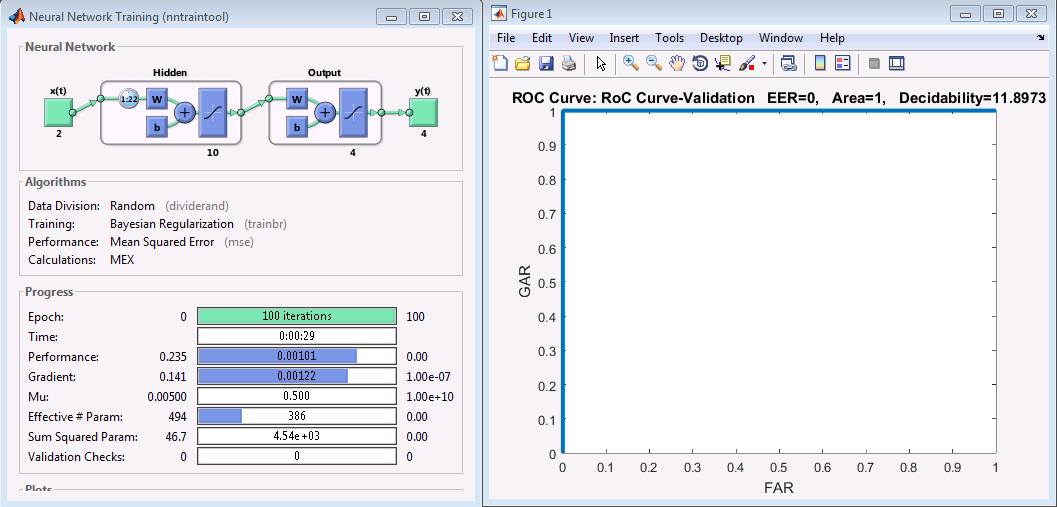 Neural Network Training (nntraintool)
Neural Network
Hidden
Output
x(t)
1:22
W
b
W
b
y(t)
2
10
4
4
Algorithms
Data Division: Random (dividerand)
Training: Bayesian Regularization (trainbr)
Performance: Mean Squared Error (mse)
Calculations: MEX
Progress
Epoch: 0 100 iterations 100
Time: 0:00:29
Performance: 0.235 0.00101 0.00
Gradient: 0.141 0.00122 1.00e-07
Mu: 0.00500 0.500 1.00e+10
Effective # Param: 494 386 0.00
Sum Squared Param: 46.7 4.54e+03 0.00
Validation Checks: 0 0 0
Plots
Figure 1
File Edit View Insert Tools Desktop Window Help
ROC Curve: RoC Curve-Validation EER=0, Area=1, Decidability=11.8973
1
0.9
0.8
0.7
0.6
0.5
0.4
0.3
0.2
0.1
0
GAR
0 0.1 0.2 0.3 0.4 0.5 0.6 0.7 0.8 0.9 1
FAR